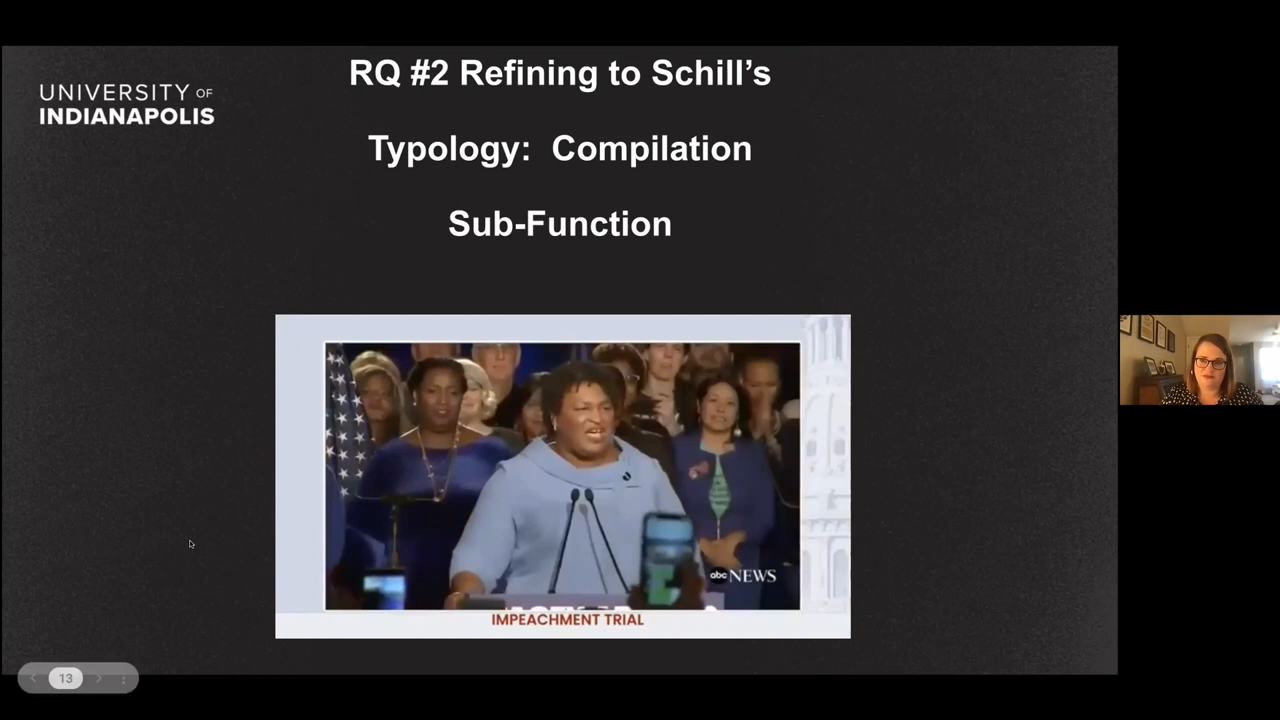 RQ #2 Refining to Schill’s
UNIVERSITY OF
INDIANAPOLIS
Typology: Compilation
Sub-Function
abc NEWS
IMPEACHMENT TRIAL
13